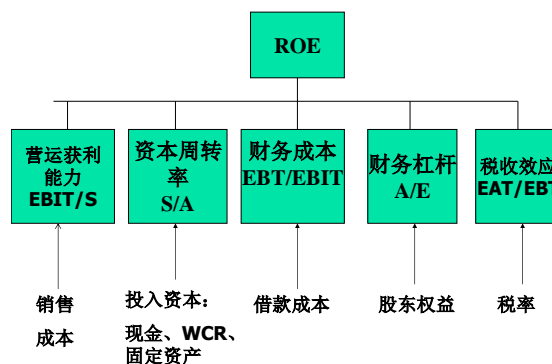 ROE
营运获利
能力
EBIT/S
资本周转
率
S/A
财务成本
EBT/EBIT
财务杠杆
A/E
税收效应
EAT/EBT
销售
成本
投入资本：
现金、WCR、
固定资产
借款成本
股东权益
税率